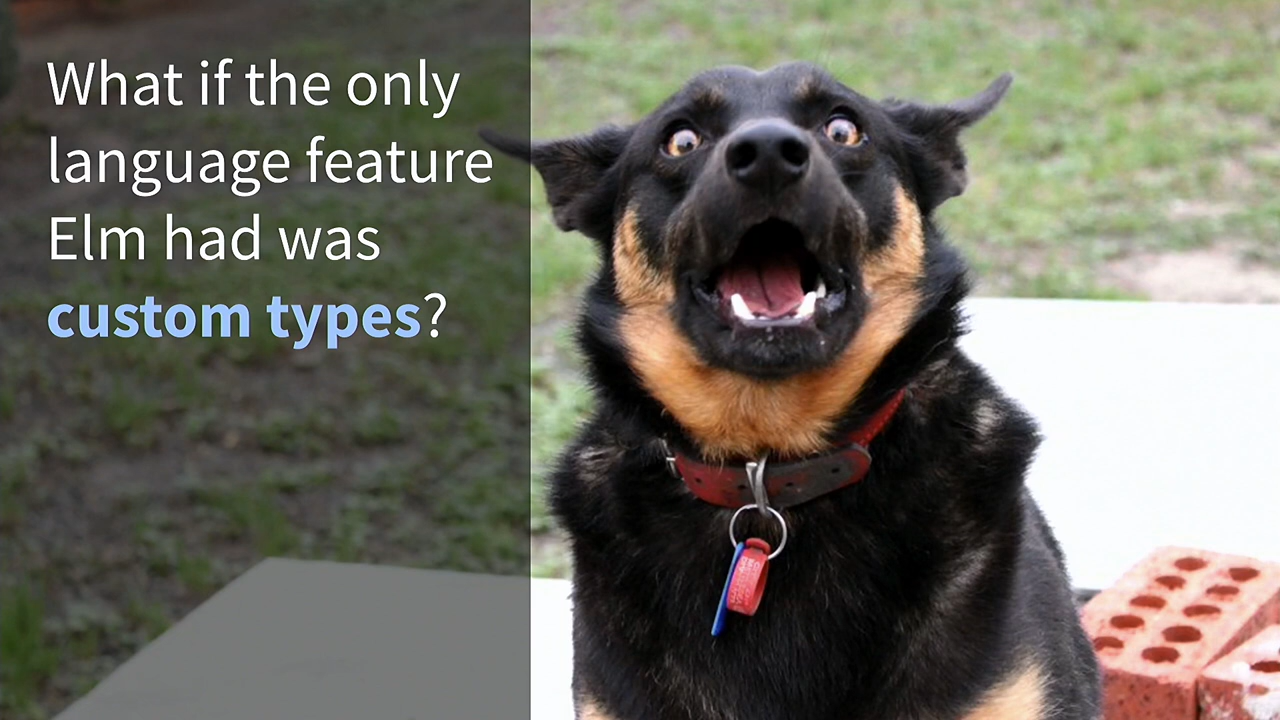 What if the only
language feature
Elm had was
custom types?